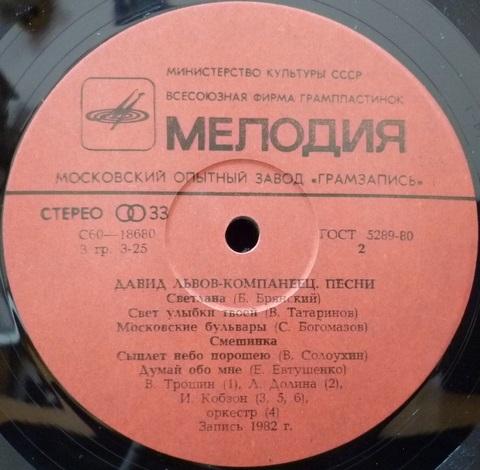 МИНИСТЕРСТВО КУЛЬТУРЫ СССР
ВСЕСОЮЗНАЯ ФИРМА ГРАМПЛАСТИНОК
МЕЛОДИЯ
МОСКОВСКИЙ ОПЫТНЫЙ ЗАВОД «ГРАМЗАПИСЬ»
СТЕРЕО 33
С60—18680 ГОСТ 5289-80
3 гр. 3-25 2
ДАВИД ЛЬВОВ-КОМПАНЕЕЦ. ПЕСНИ
Светлана (Б. Брянский)
Свет улыбки твоей (В. Татаринов)
Московские бульвары (С. Богомазов)
Смешинка
Сыплет небо порошею (В. Солоухин)
Думай обо мне (Е. Евтушенко)
В. Трошин (1), Л. Долина (2),
И. Кобзон (3, 5, 6),
оркестр (4)
Запись 1982 г.